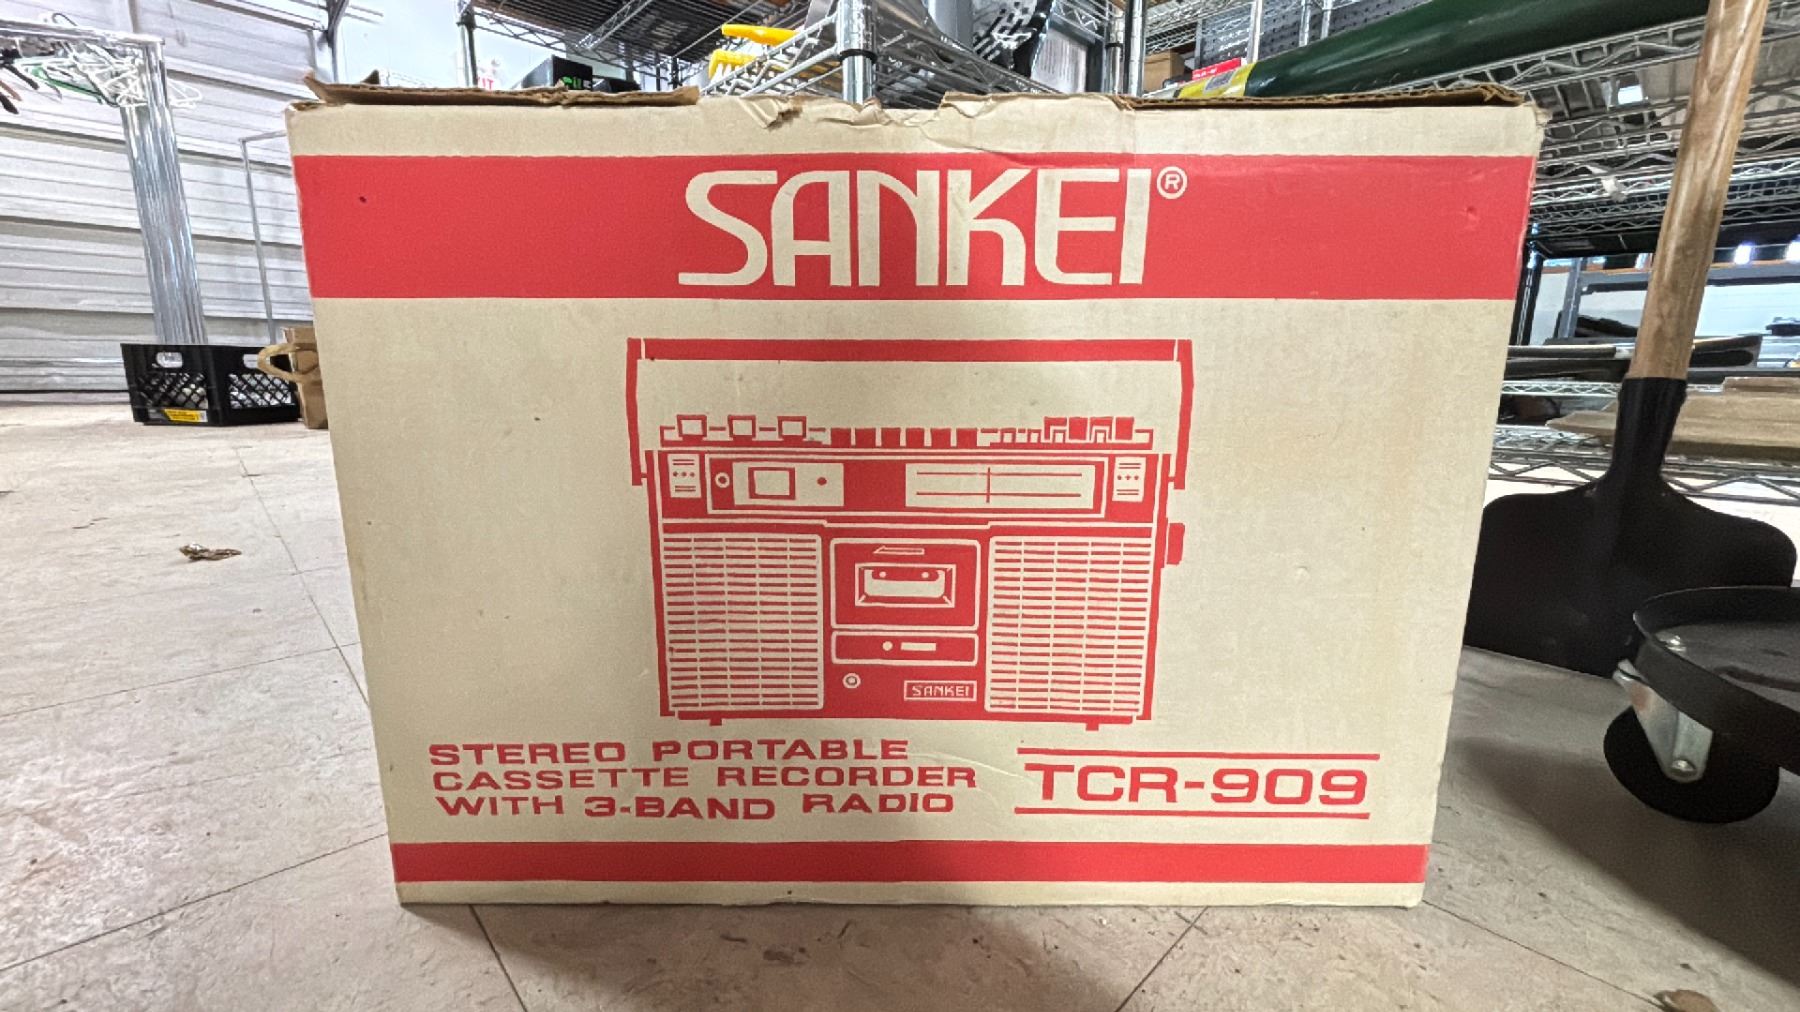 SANKEI®
SANKEI
STEREO PORTABLE
CASSETTE RECORDER
WITH 3-BAND RADIO
TCR-909